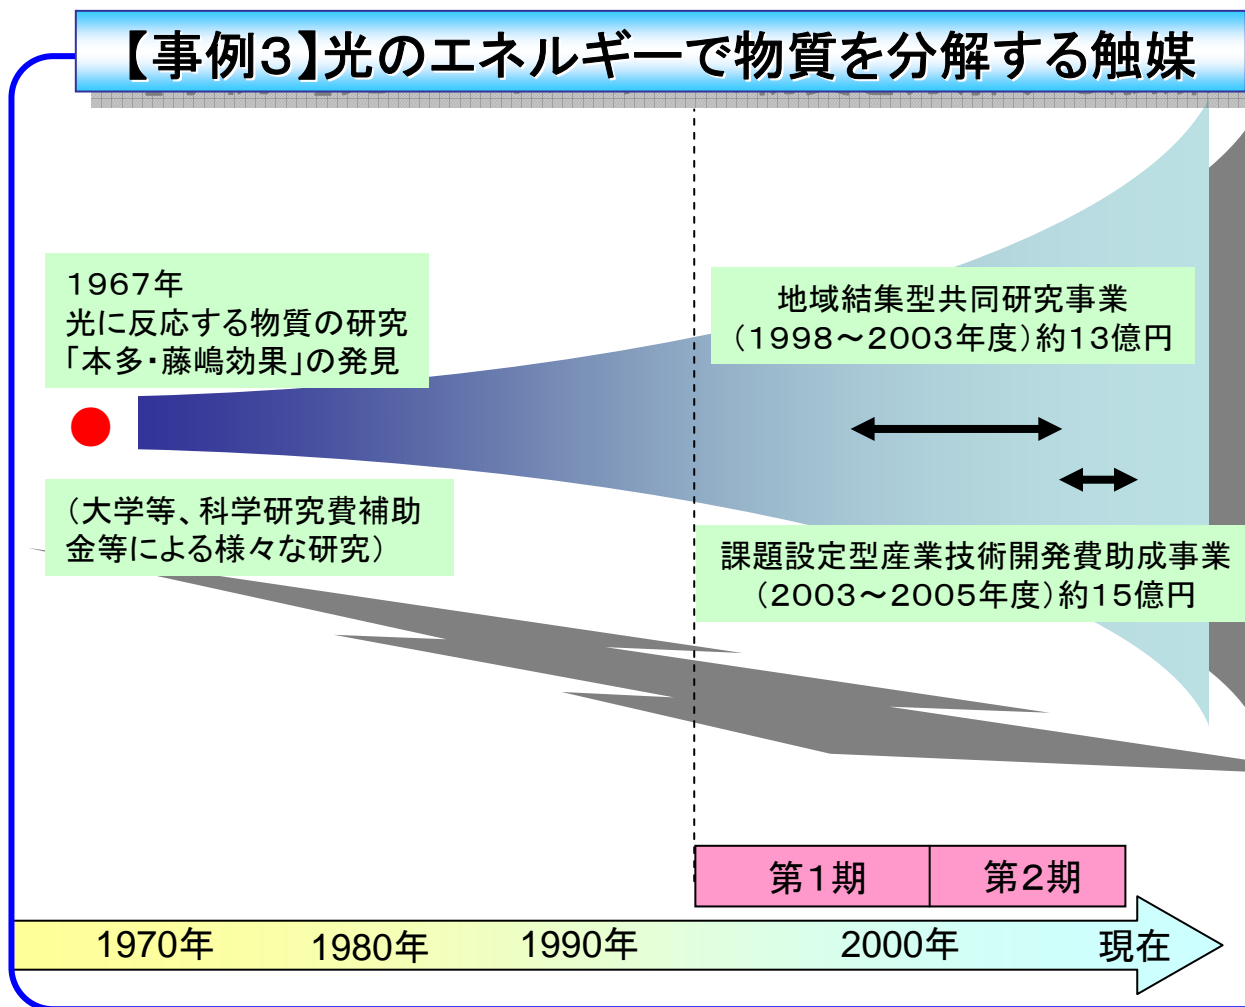 【事例3】光のエネルギーで物質を分解する触媒
1967年
光に反応する物質の研究
「本多・藤嶋効果」の発見
地域結集型共同研究事業
(1998～2003年度)約13億円
(大学等、科学研究費補助
金等による様々な研究)
課題設定型産業技術開発費助成事業
(2003～2005年度)約15億円
第1期
第2期
1970年
1980年
1990年
2000年
現在